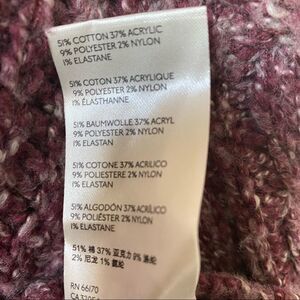 51% COTTON 37% ACRYLIC
9% POLYESTER 2% NYLON
1% ELASTANE
51% COTON 37% ACRYLIQUE
9% POLYESTER 2% NYLON
1% ÉLASTHANNE
51% BAUMWOLLE 37% ACRYL
9% POLYESTER 2% NYLON
1% ELASTAN
51% COTONE 37% ACRILICO
9% POLIESTERE 2% NYLON
1% ELASTAN
51% ALGODÓN 37% ACRÍLICO
9% POLIÉSTER 2% NYLON
1% ELASTANO
51% 棉 37% 亚克力 9% 涤纶
2% 尼龙 1% 氨纶
RN 66170